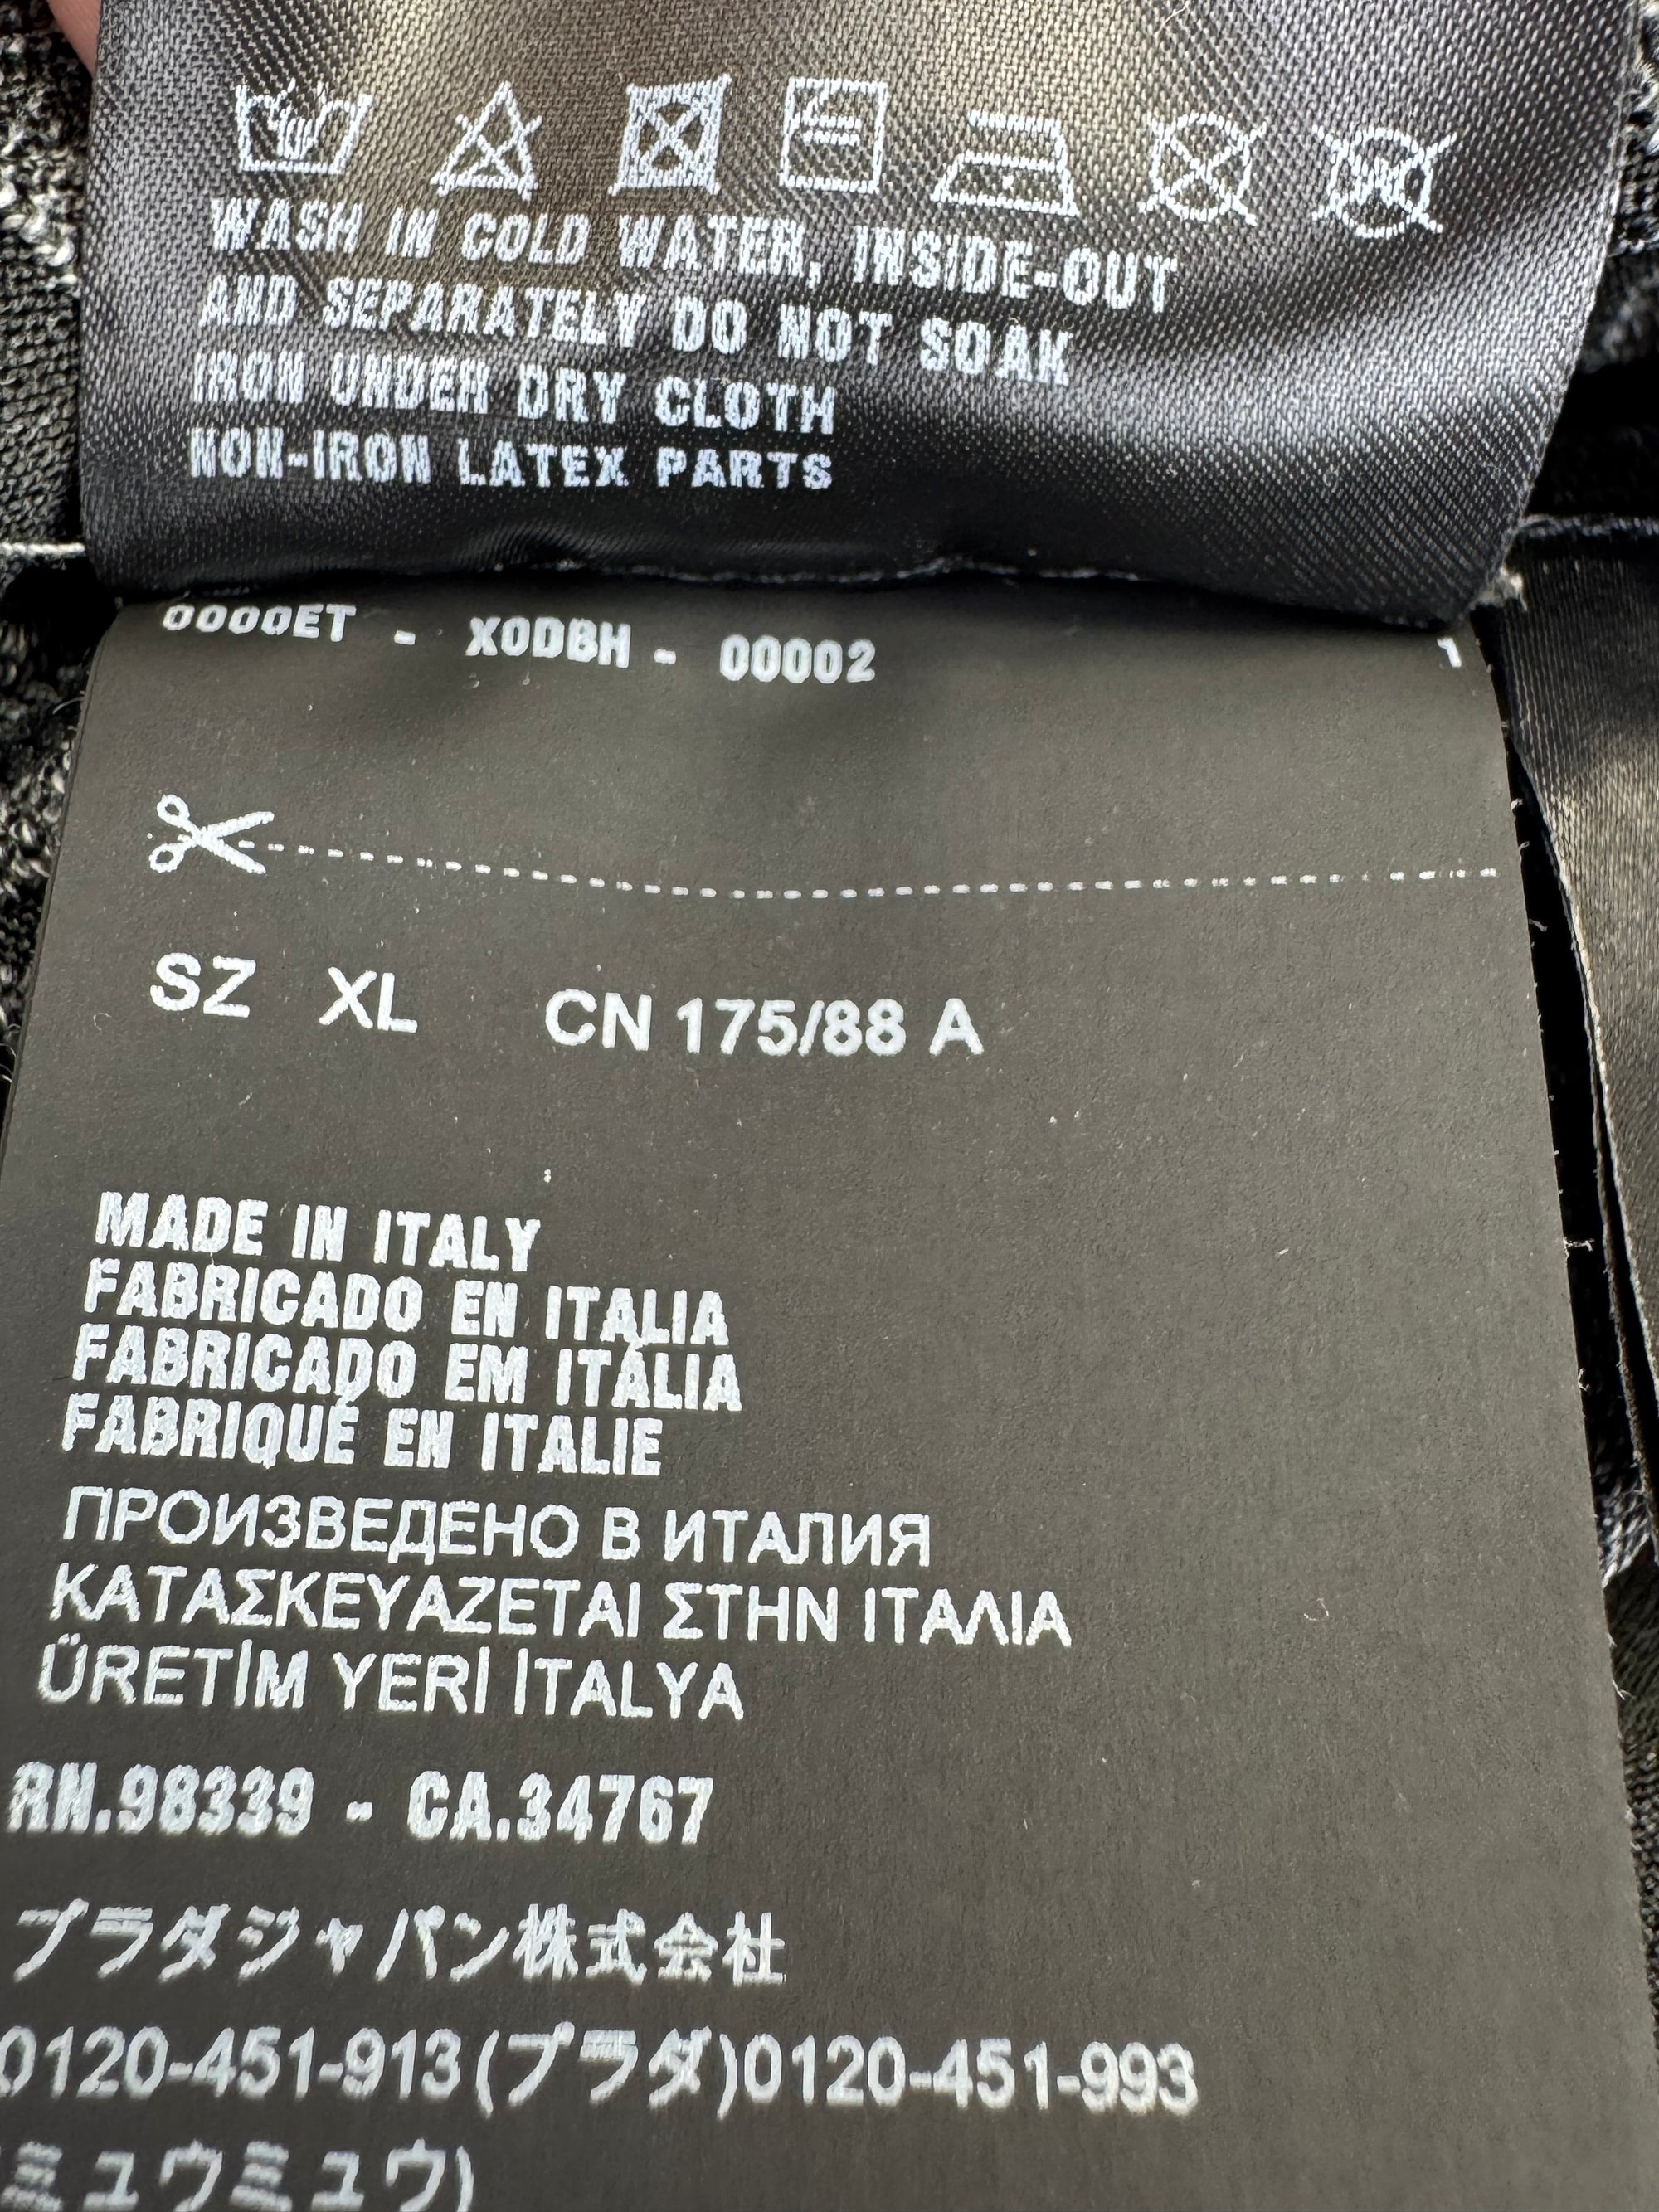 WASH IN COLD WATER, INSIDE-OUT
AND SEPARATELY DO NOT SOAK
IRON UNDER DRY CLOTH
NON-IRON LATEX PARTS
0000ET - X0DBH - 00002 1
SZ XL CN 175/88 A
MADE IN ITALY
FABRICADO EN ITALIA
FABRICADO EM ITÁLIA
FABRIQUÉ EN ITALIE
ПРОИЗВЕДЕНО В ИТАЛИЯ
ΚΑΤΑΣΚΕΥΑΖΕΤΑΙ ΣΤΗΝ ΙΤΑΛΙΑ
ÜRETİM YERİ İTALYA
RN.98339 - CA.34767
プラダジャパン株式会社
0120-451-913(プラダ)0120-451-993
(ミュウミュウ)